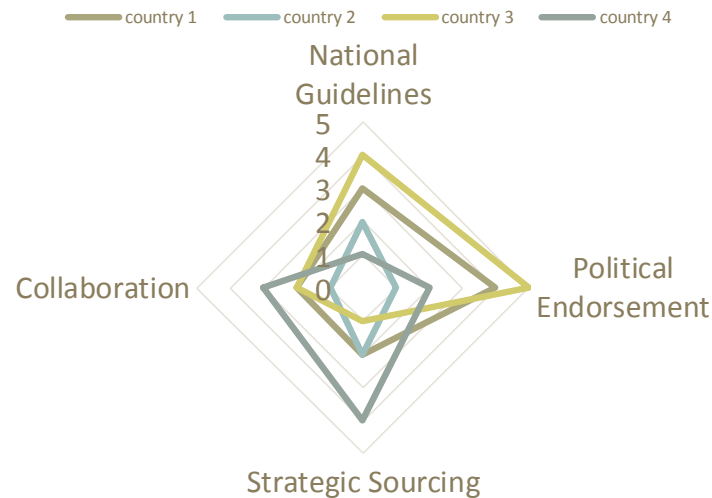 country 1 country 2 country 3 country 4
National
Guidelines
5
4
3
2
1
0
Collaboration
Political
Endorsement
Strategic Sourcing